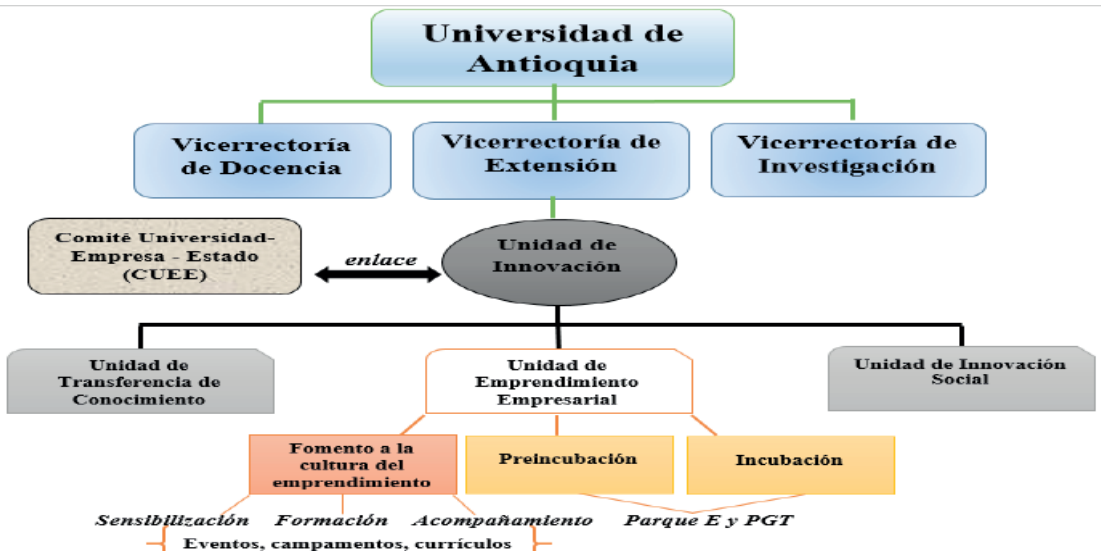 Universidad de
Antioquia
Vicerrectoría
de Docencia
Vicerrectoría de
Extensión
Vicerrectoría de
Investigación
Comité Universidad-
Empresa - Estado
(CUEE)
enlace
Unidad de
Innovación
Unidad de
Transferencia de
Conocimiento
Unidad de
Emprendimiento
Empresarial
Unidad de Innovación
Social
Fomento a la
cultura del
emprendimiento
Preincubación
Incubación
Sensibilización
Formación
Acompañamiento
Parque E y PGT
Eventos, campamentos, currículos